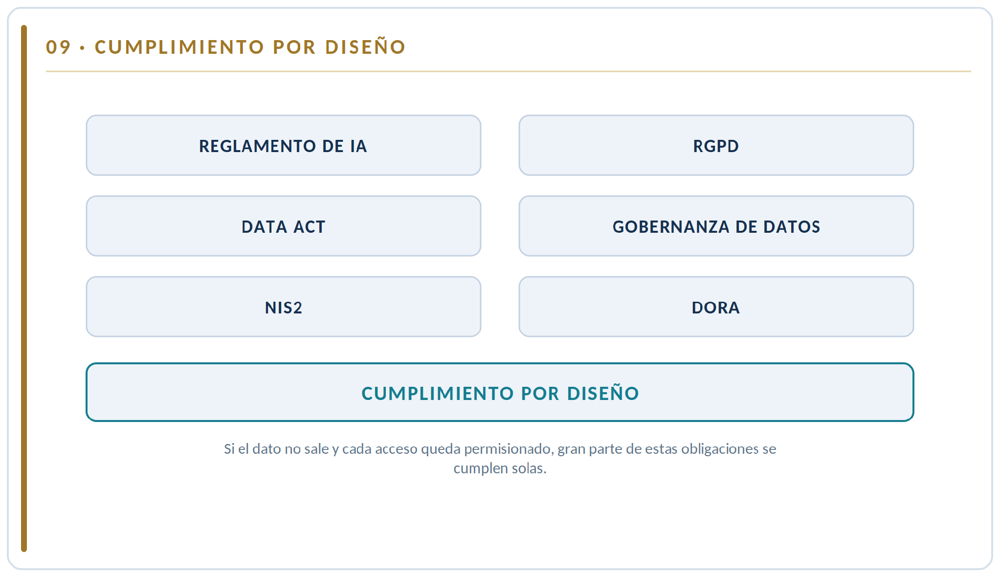 09 · CUMPLIMIENTO POR DISEÑO
REGLAMENTO DE IA
RGPD
DATA ACT
GOBERNANZA DE DATOS
NIS2
DORA
CUMPLIMIENTO POR DISEÑO
Si el dato no sale y cada acceso queda permisionado, gran parte de estas obligaciones se
cumplen solas.